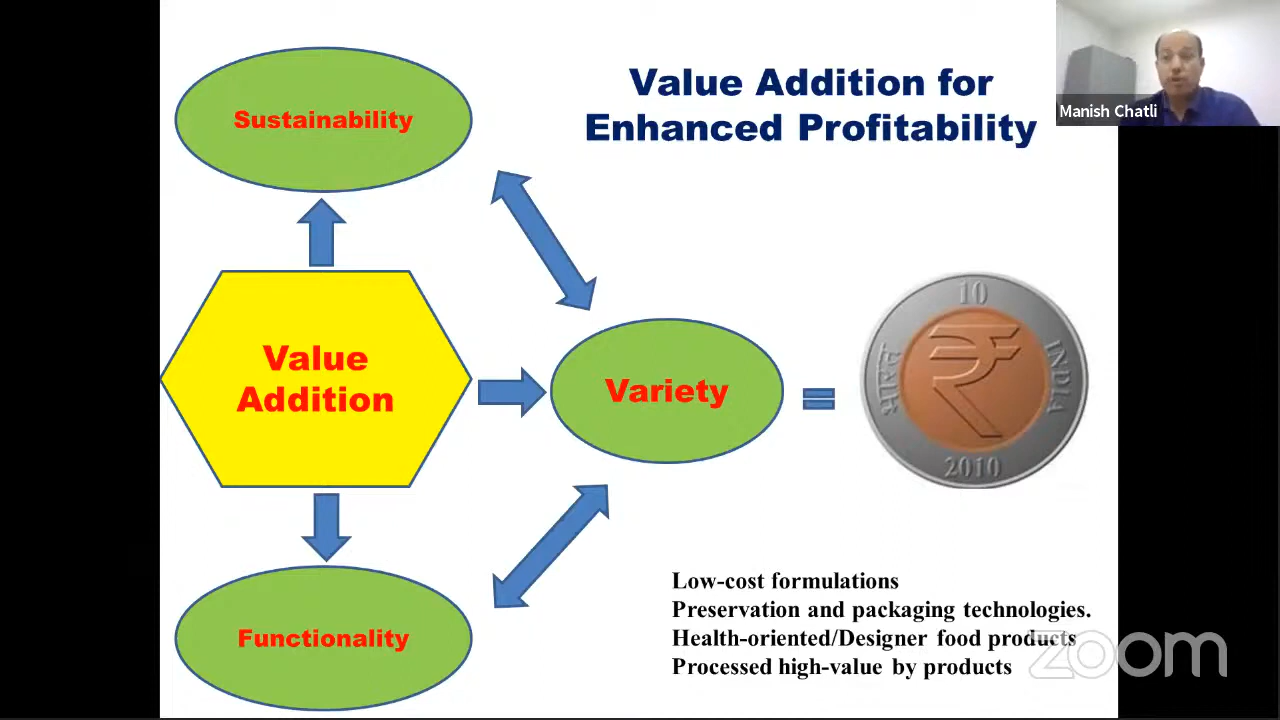 Value Addition for
Enhanced Profitability
Manish Chatli
Sustainability
Value
Addition
Variety
Functionality
10
भारत
INDIA
2010
Low-cost formulations
Preservation and packaging technologies.
Health-oriented/Designer food products
Processed high-value by products
zoom